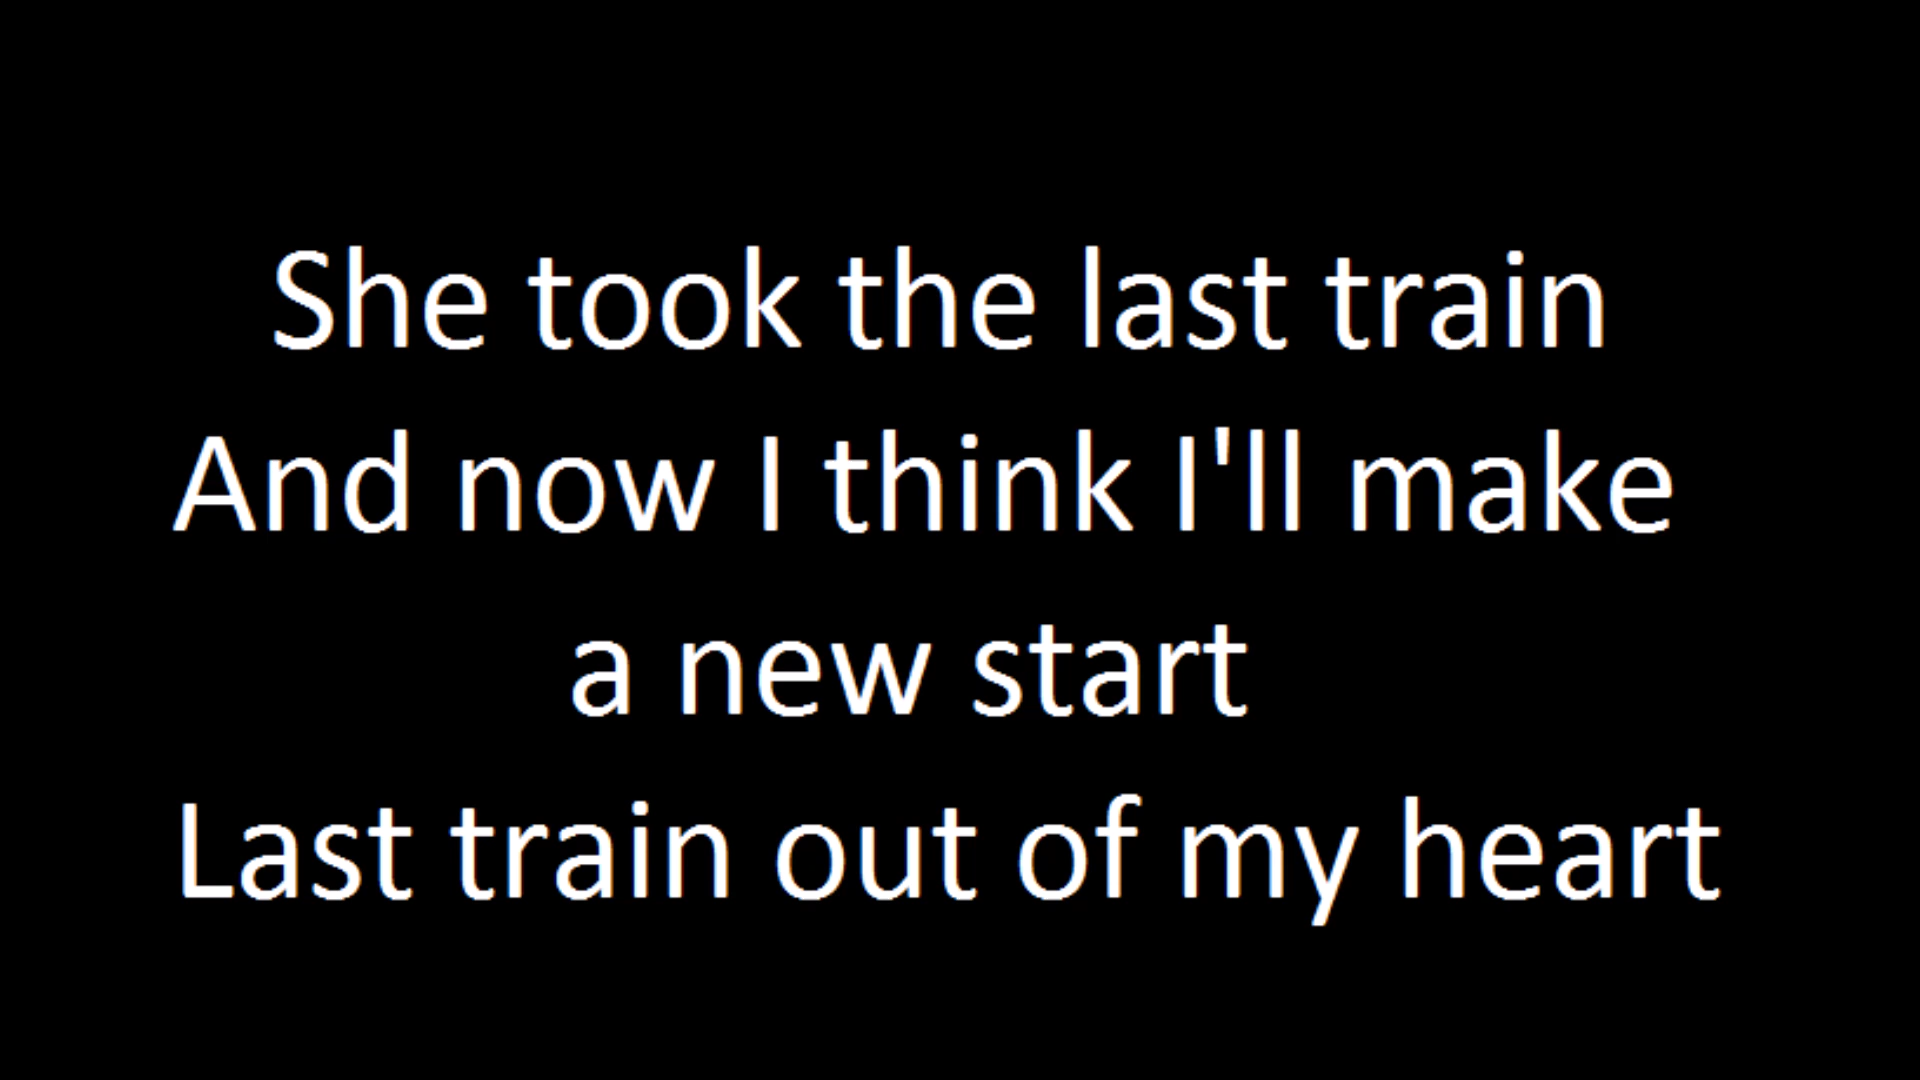 She took the last train
And now I think I'll make
a new start
Last train out of my heart